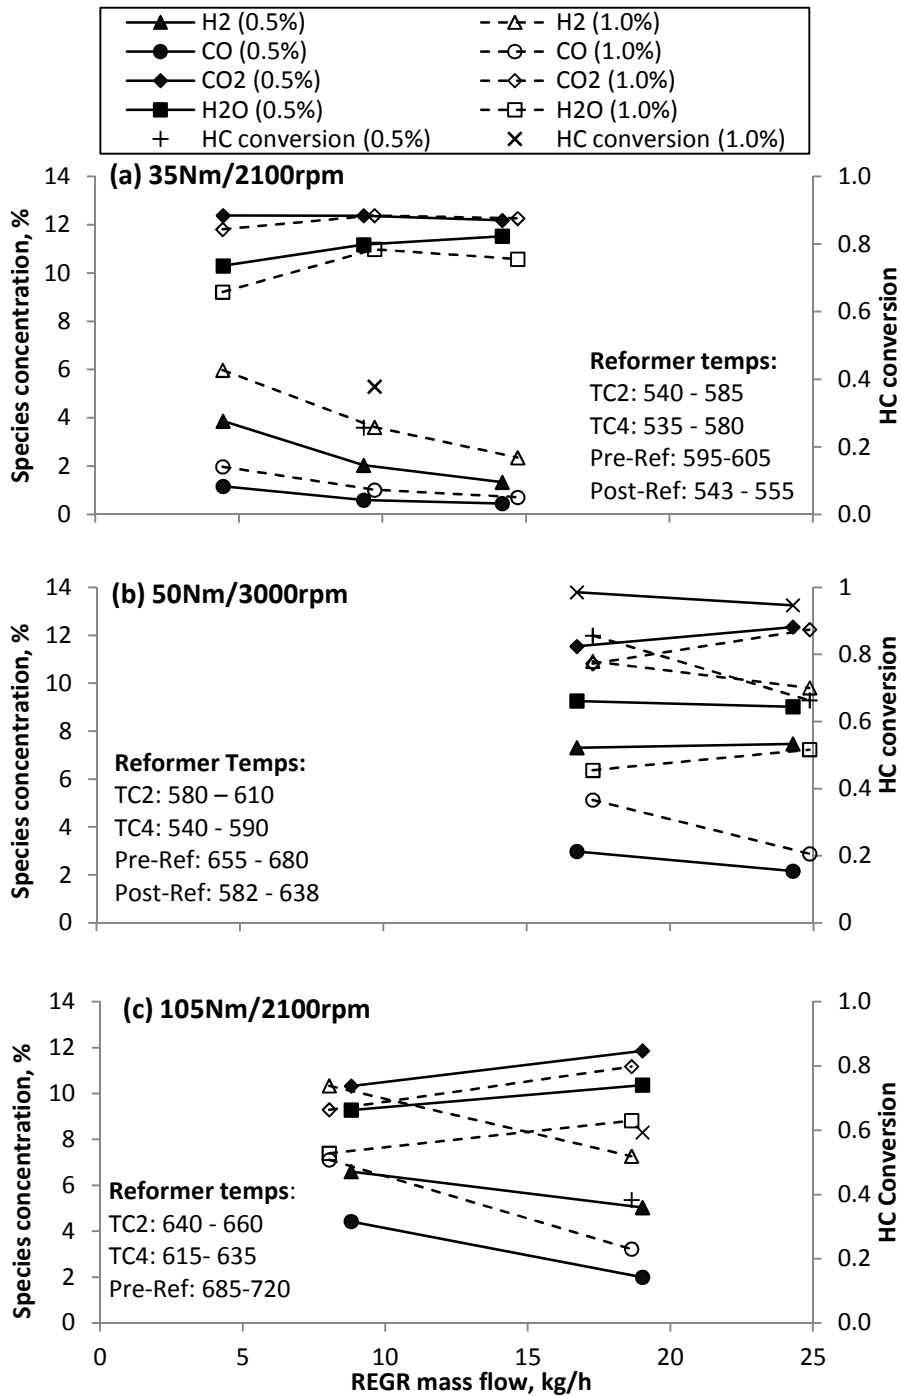 H2 (0.5%) H2 (1.0%)
CO (0.5%) CO (1.0%)
CO2 (0.5%) CO2 (1.0%)
H2O (0.5%) H2O (1.0%)
HC conversion (0.5%) HC conversion (1.0%)
(a) 35Nm/2100rpm
Species concentration, %
14
12
10
8
6
4
2
0
Reformer temps:
TC2: 540 - 585
TC4: 535 - 580
Pre-Ref: 595-605
Post-Ref: 543 - 555
1.0
0.8
0.6
0.4
0.2
0.0
HC conversion
(b) 50Nm/3000rpm
Species concentration, %
14
12
10
8
6
4
2
0
Reformer Temps:
TC2: 580 – 610
TC4: 540 - 590
Pre-Ref: 655 - 680
Post-Ref: 582 - 638
1
0.8
0.6
0.4
0.2
0
HC conversion
(c) 105Nm/2100rpm
Species concentration, %
14
12
10
8
6
4
2
0
Reformer temps:
TC2: 640 - 660
TC4: 615- 635
Pre-Ref: 685-720
1.0
0.8
0.6
0.4
0.2
0.0
HC Conversion
0 5 10 15 20 25
REGR mass flow, kg/h